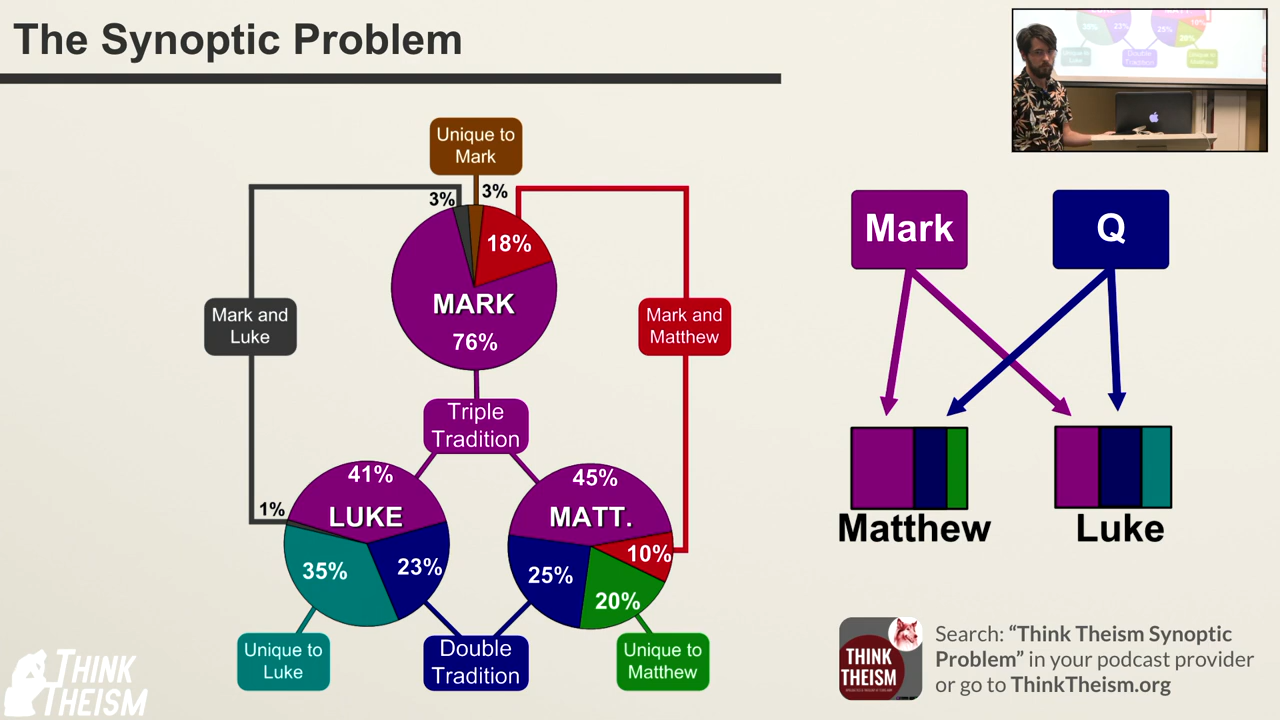 The Synoptic Problem
Unique to
Mark
3%
3%
18%
MARK
76%
Mark and
Luke
Mark and
Matthew
Triple
Tradition
41%
LUKE
1%
35%
23%
45%
MATT.
10%
25%
20%
Unique to
Luke
Double
Tradition
Unique to
Matthew
Mark
Q
Matthew
Luke
THINK
THEISM
THINK
THEISM
Search: “Think Theism Synoptic
Problem” in your podcast provider
or go to ThinkTheism.org